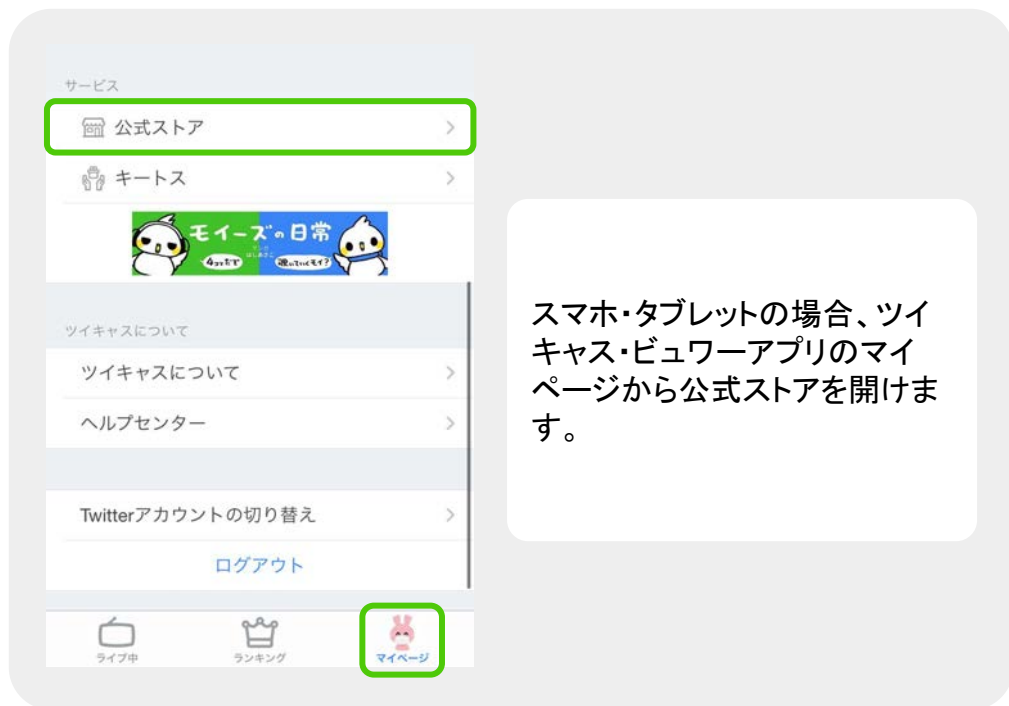 サービス
公式ストア
キートス
モイーズの日常
4コマだで
ツイキャスについて
ツイキャスについて
ヘルプセンター
Twitterアカウントの切り替え
ログアウト
ライブ中
ランキング
マイページ
スマホ・タブレットの場合、ツイ
キャス・ビュワーアプリのマイ
ページから公式ストアを開けま
す。